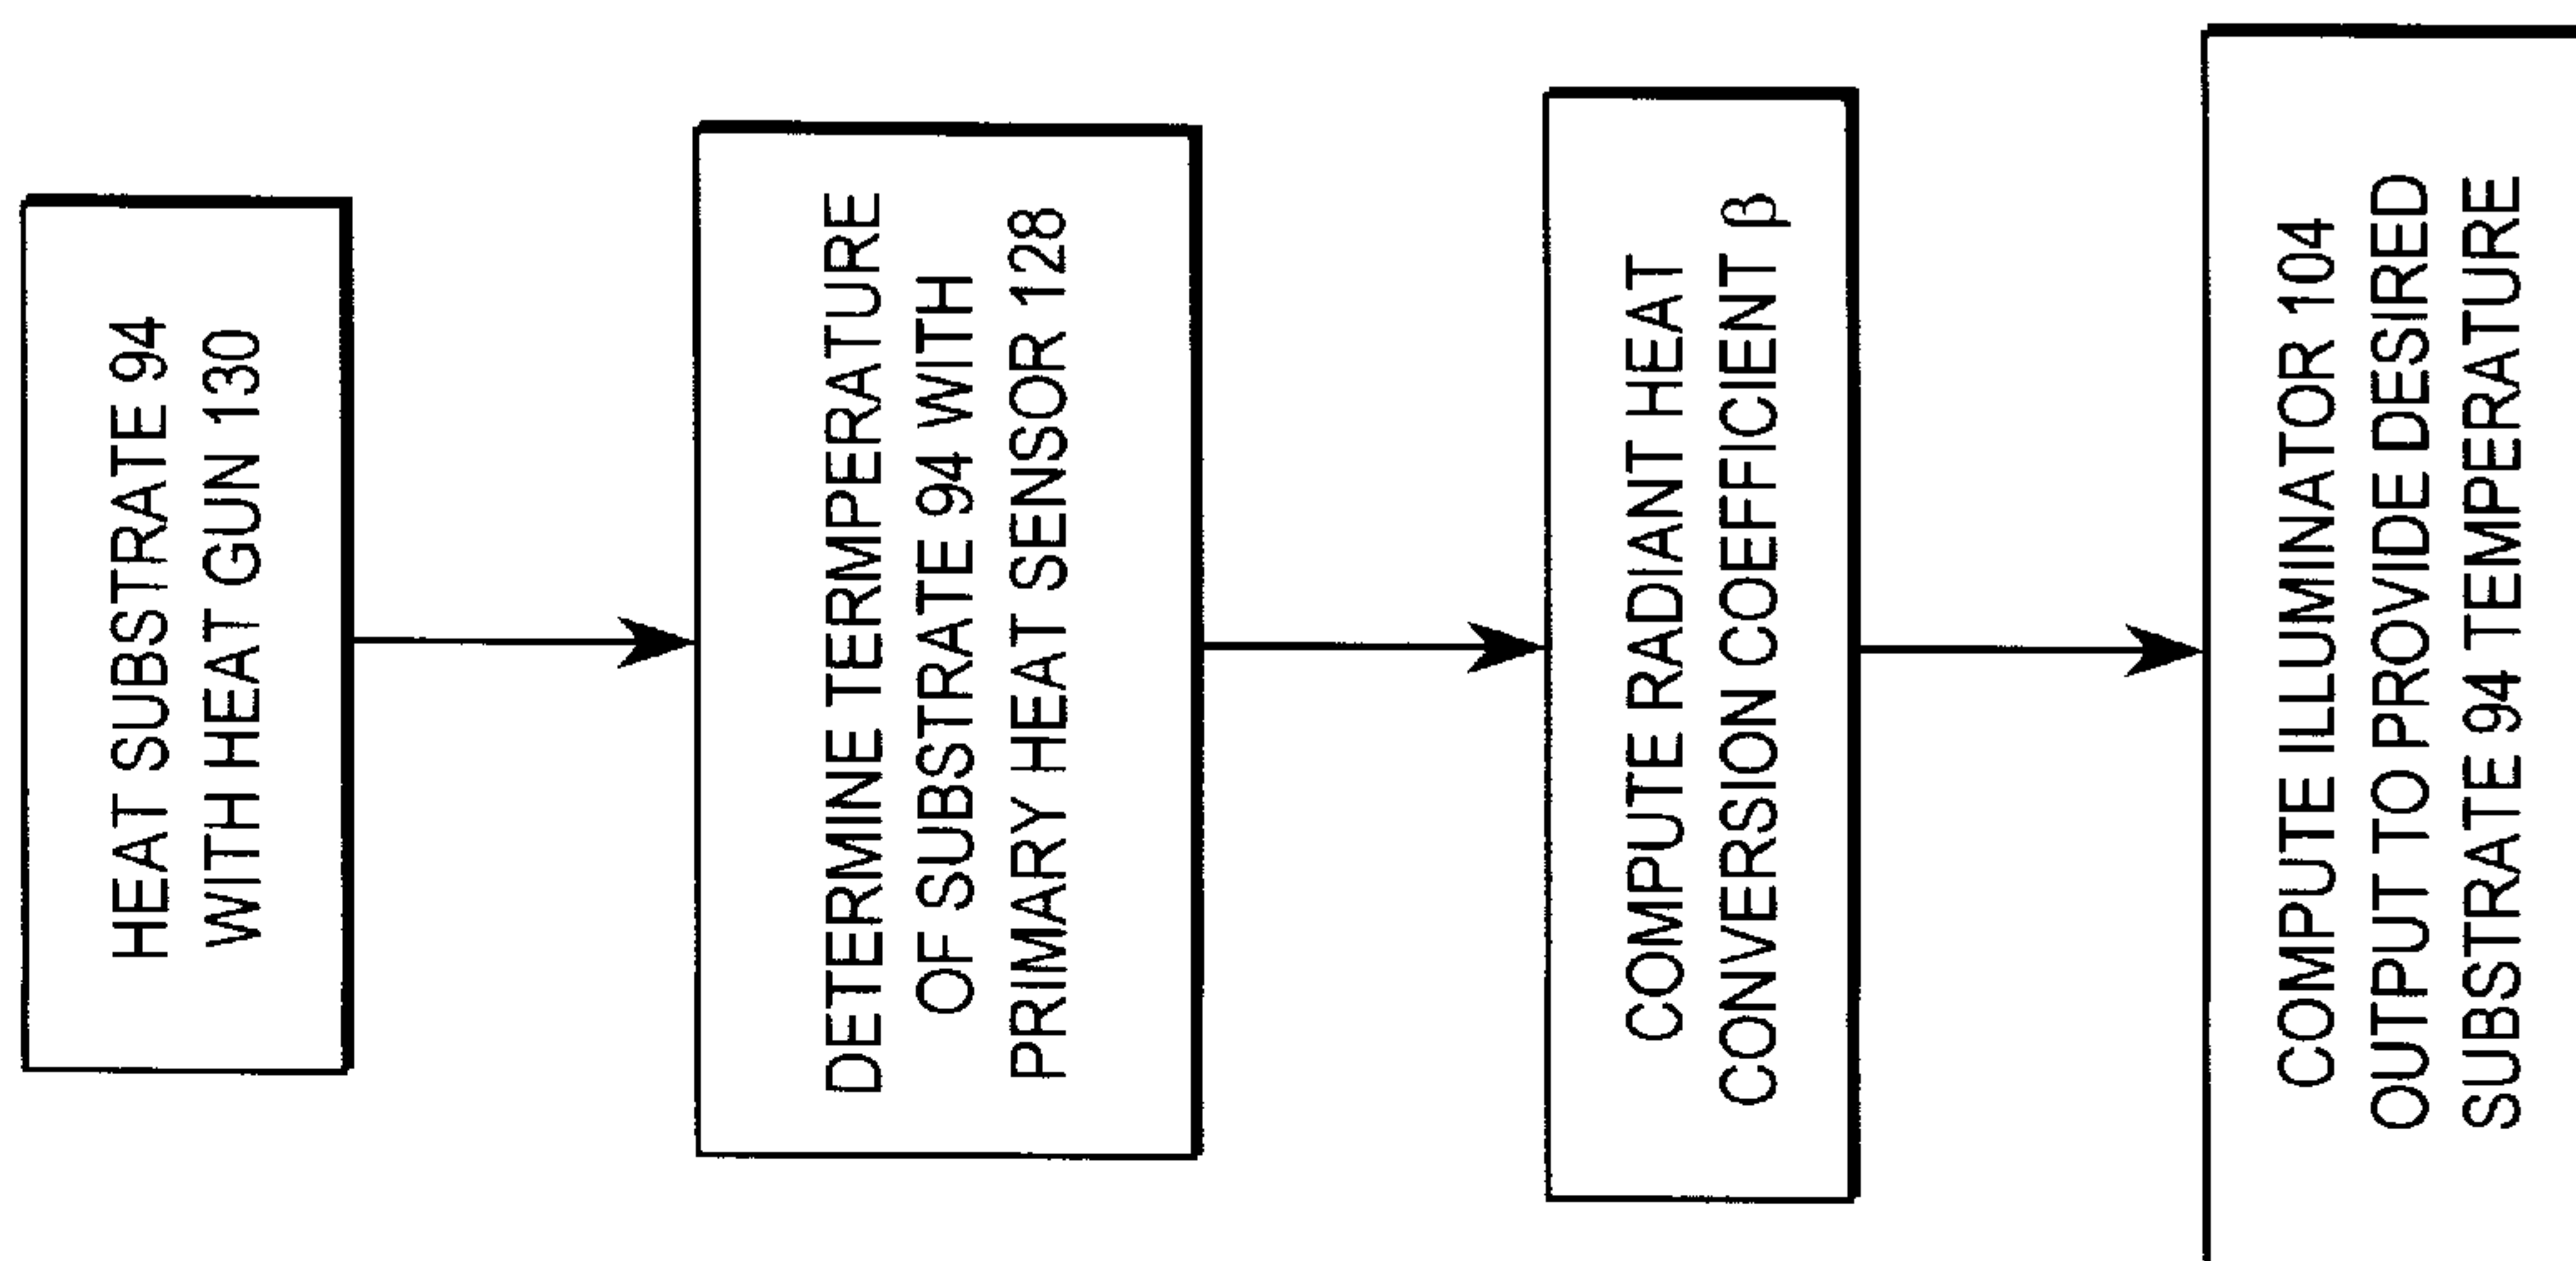 HEAT SUBSTRATE 94
WITH HEAT GUN 130
DETERMINE TERMPERATURE
OF SUBSTRATE 94 WITH
PRIMARY HEAT SENSOR 128
COMPUTE RADIANT HEAT
CONVERSION COEFFICIENT β
COMPUTE ILLUMINATOR 104
OUTPUT TO PROVIDE DESIRED
SUBSTRATE 94 TEMPERATURE